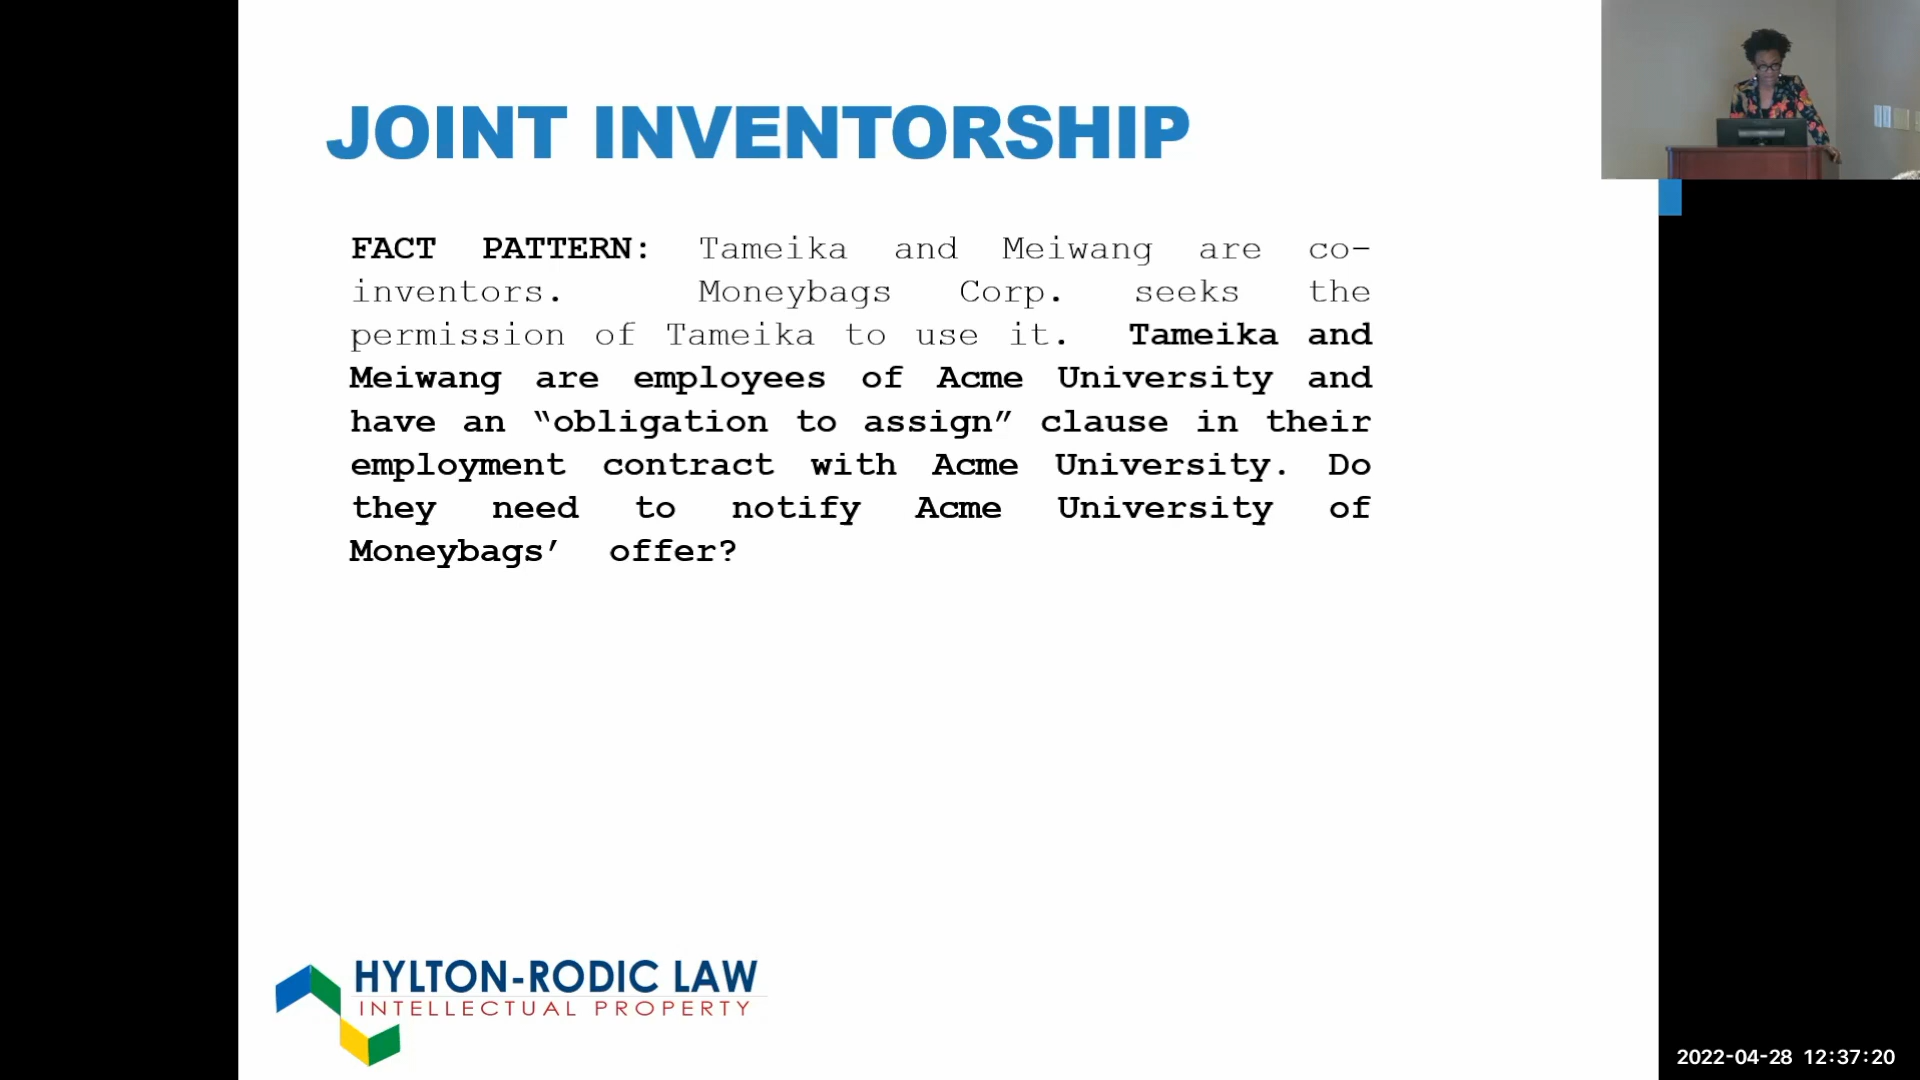 JOINT INVENTORSHIP
FACT PATTERN: Tameika and Meiwang are co-
inventors. Moneybags Corp. seeks the
permission of Tameika to use it. Tameika and
Meiwang are employees of Acme University and
have an “obligation to assign” clause in their
employment contract with Acme University. Do
they need to notify Acme University of
Moneybags’ offer?
HYLTON-RODIC LAW
INTELLECTUAL PROPERTY
2022-04-28 12:37:20